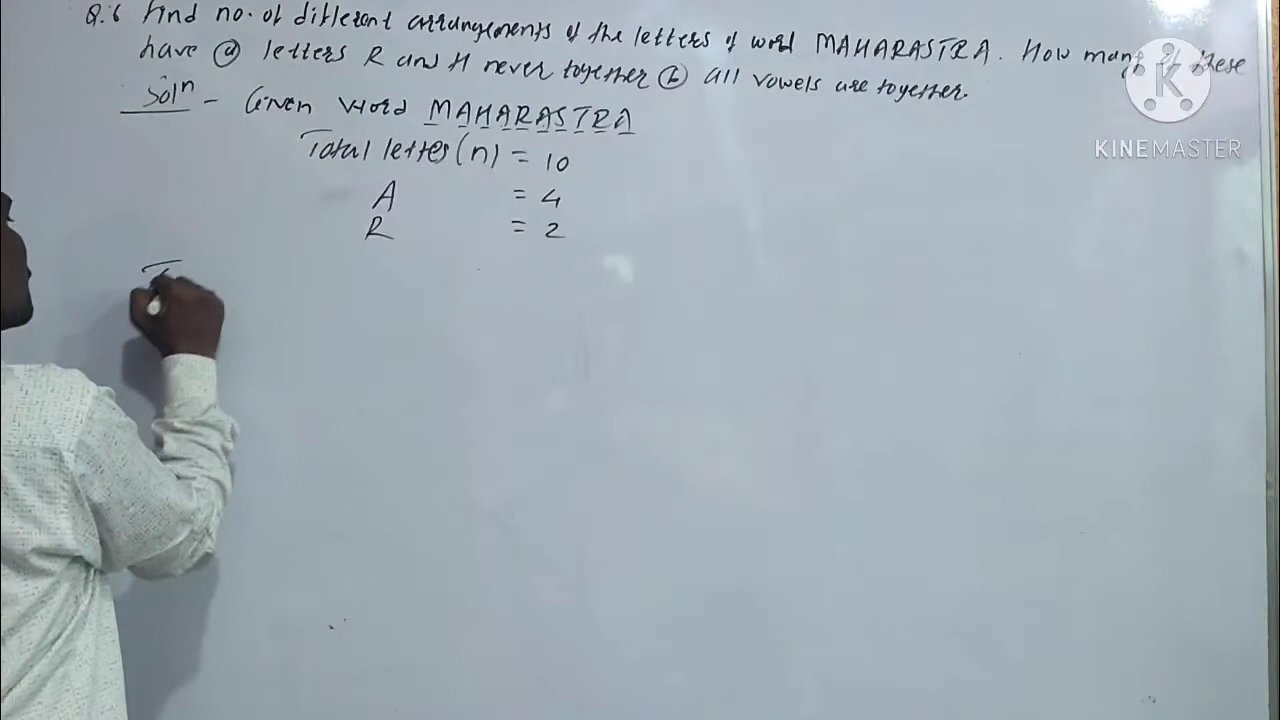 Q.6 Find no. of different arrangements of the letters of word MAHARASTRA. How many of these
have ⓐ letters R and H never together ⓑ all vowels are together.
Solⁿ - Given word MAHARASTRA
Total letter(n) = 10
A = 4
R = 2
T
KINEMASTER